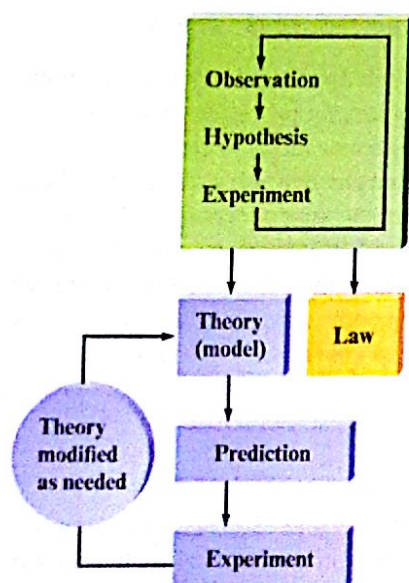 Observation
Hypothesis
Experiment
Theory
(model)
Law
Theory
modified
as needed
Prediction
Experiment